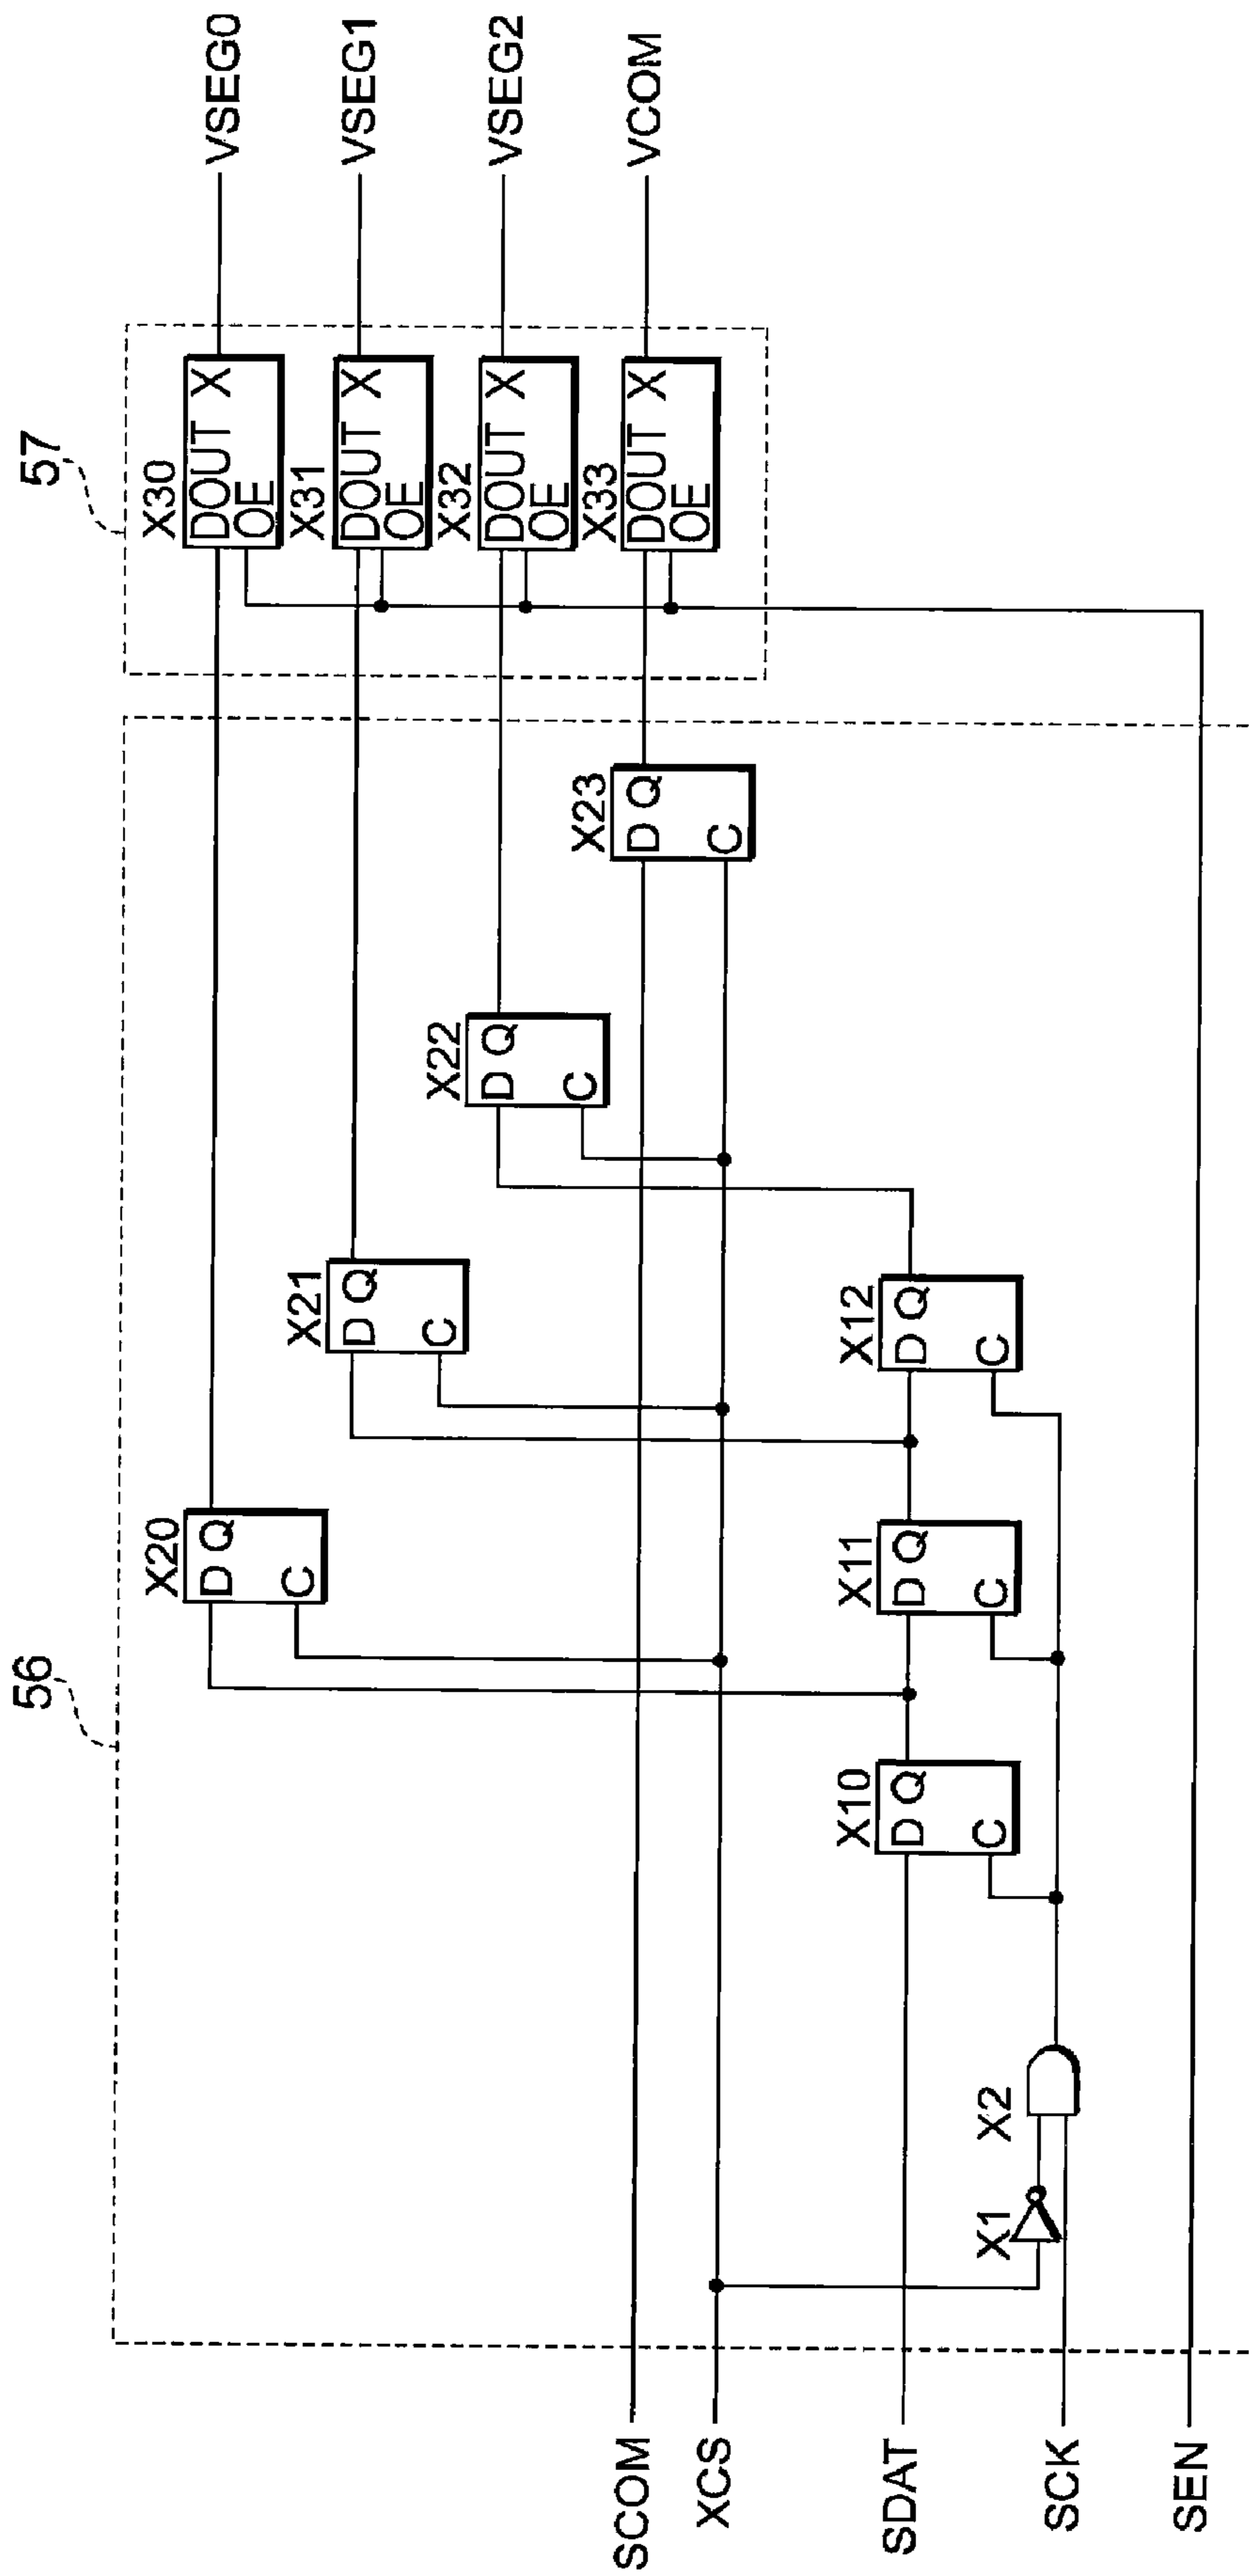 56
57
X20
D Q
C
X21
D Q
C
X22
D Q
C
X23
D Q
C
X30
DOUT X
OE
X31
DOUT X
OE
X32
DOUT X
OE
X33
DOUT X
OE
VSEG0
VSEG1
VSEG2
VCOM
SCOM
XCS
SDAT
SCK
SEN
X1
X2
X10
D Q
C
X11
D Q
C
X12
D Q
C